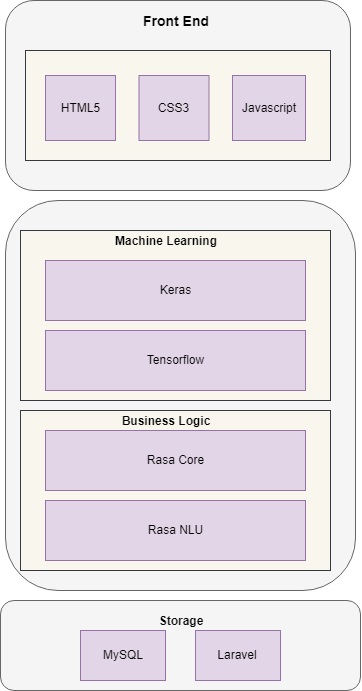 Front End
HTML5 CSS3 Javascript
Machine Learning
Keras
Tensorflow
Business Logic
Rasa Core
Rasa NLU
Storage
MySQL Laravel